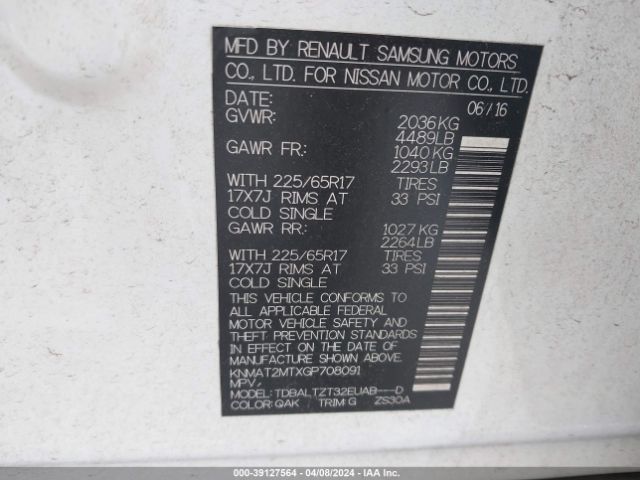 MFD BY RENAULT SAMSUNG MOTORS
CO., LTD. FOR NISSAN MOTOR CO., LTD.
DATE: 06/16
GVWR: 2036KG
4489LB
GAWR FR: 1040KG
2293LB
WITH 225/65R17 TIRES
17X7J RIMS AT 33 PSI
COLD SINGLE
GAWR RR: 1027 KG
2264LB
WITH 225/65R17 TIRES
17X7J RIMS AT 33 PSI
COLD SINGLE
THIS VEHICLE CONFORMS TO
ALL APPLICABLE FEDERAL
MOTOR VEHICLE SAFETY AND
THEFT PREVENTION STANDARD
IN EFFECT ON THE DATE OF
MANUFACTURE SHOWN ABOVE.
KNMAT2MTXGP708091
MPV,
MODEL: TDBALTZT32EUAB---D
COLOR: QAK TRIM: G ZS30A
000-39127564 - 04/08/2024 - IAA Inc.